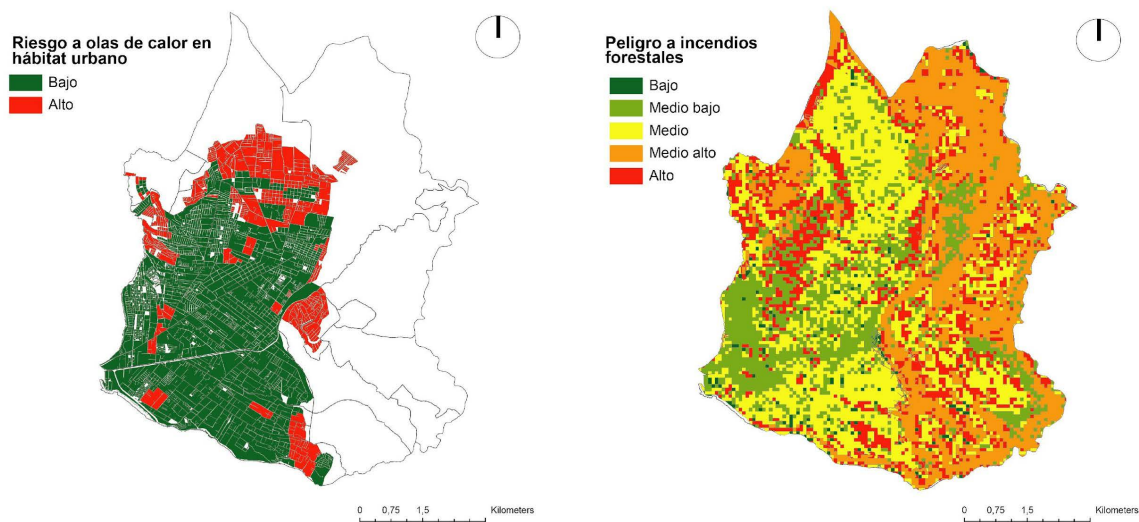 Riesgo a olas de calor en
hábitat urbano
Bajo
Alto
0 0,75 1,5 Kilometers
Peligro a incendios
forestales
Bajo
Medio bajo
Medio
Medio alto
Alto
0 0,75 1,5 Kilometers